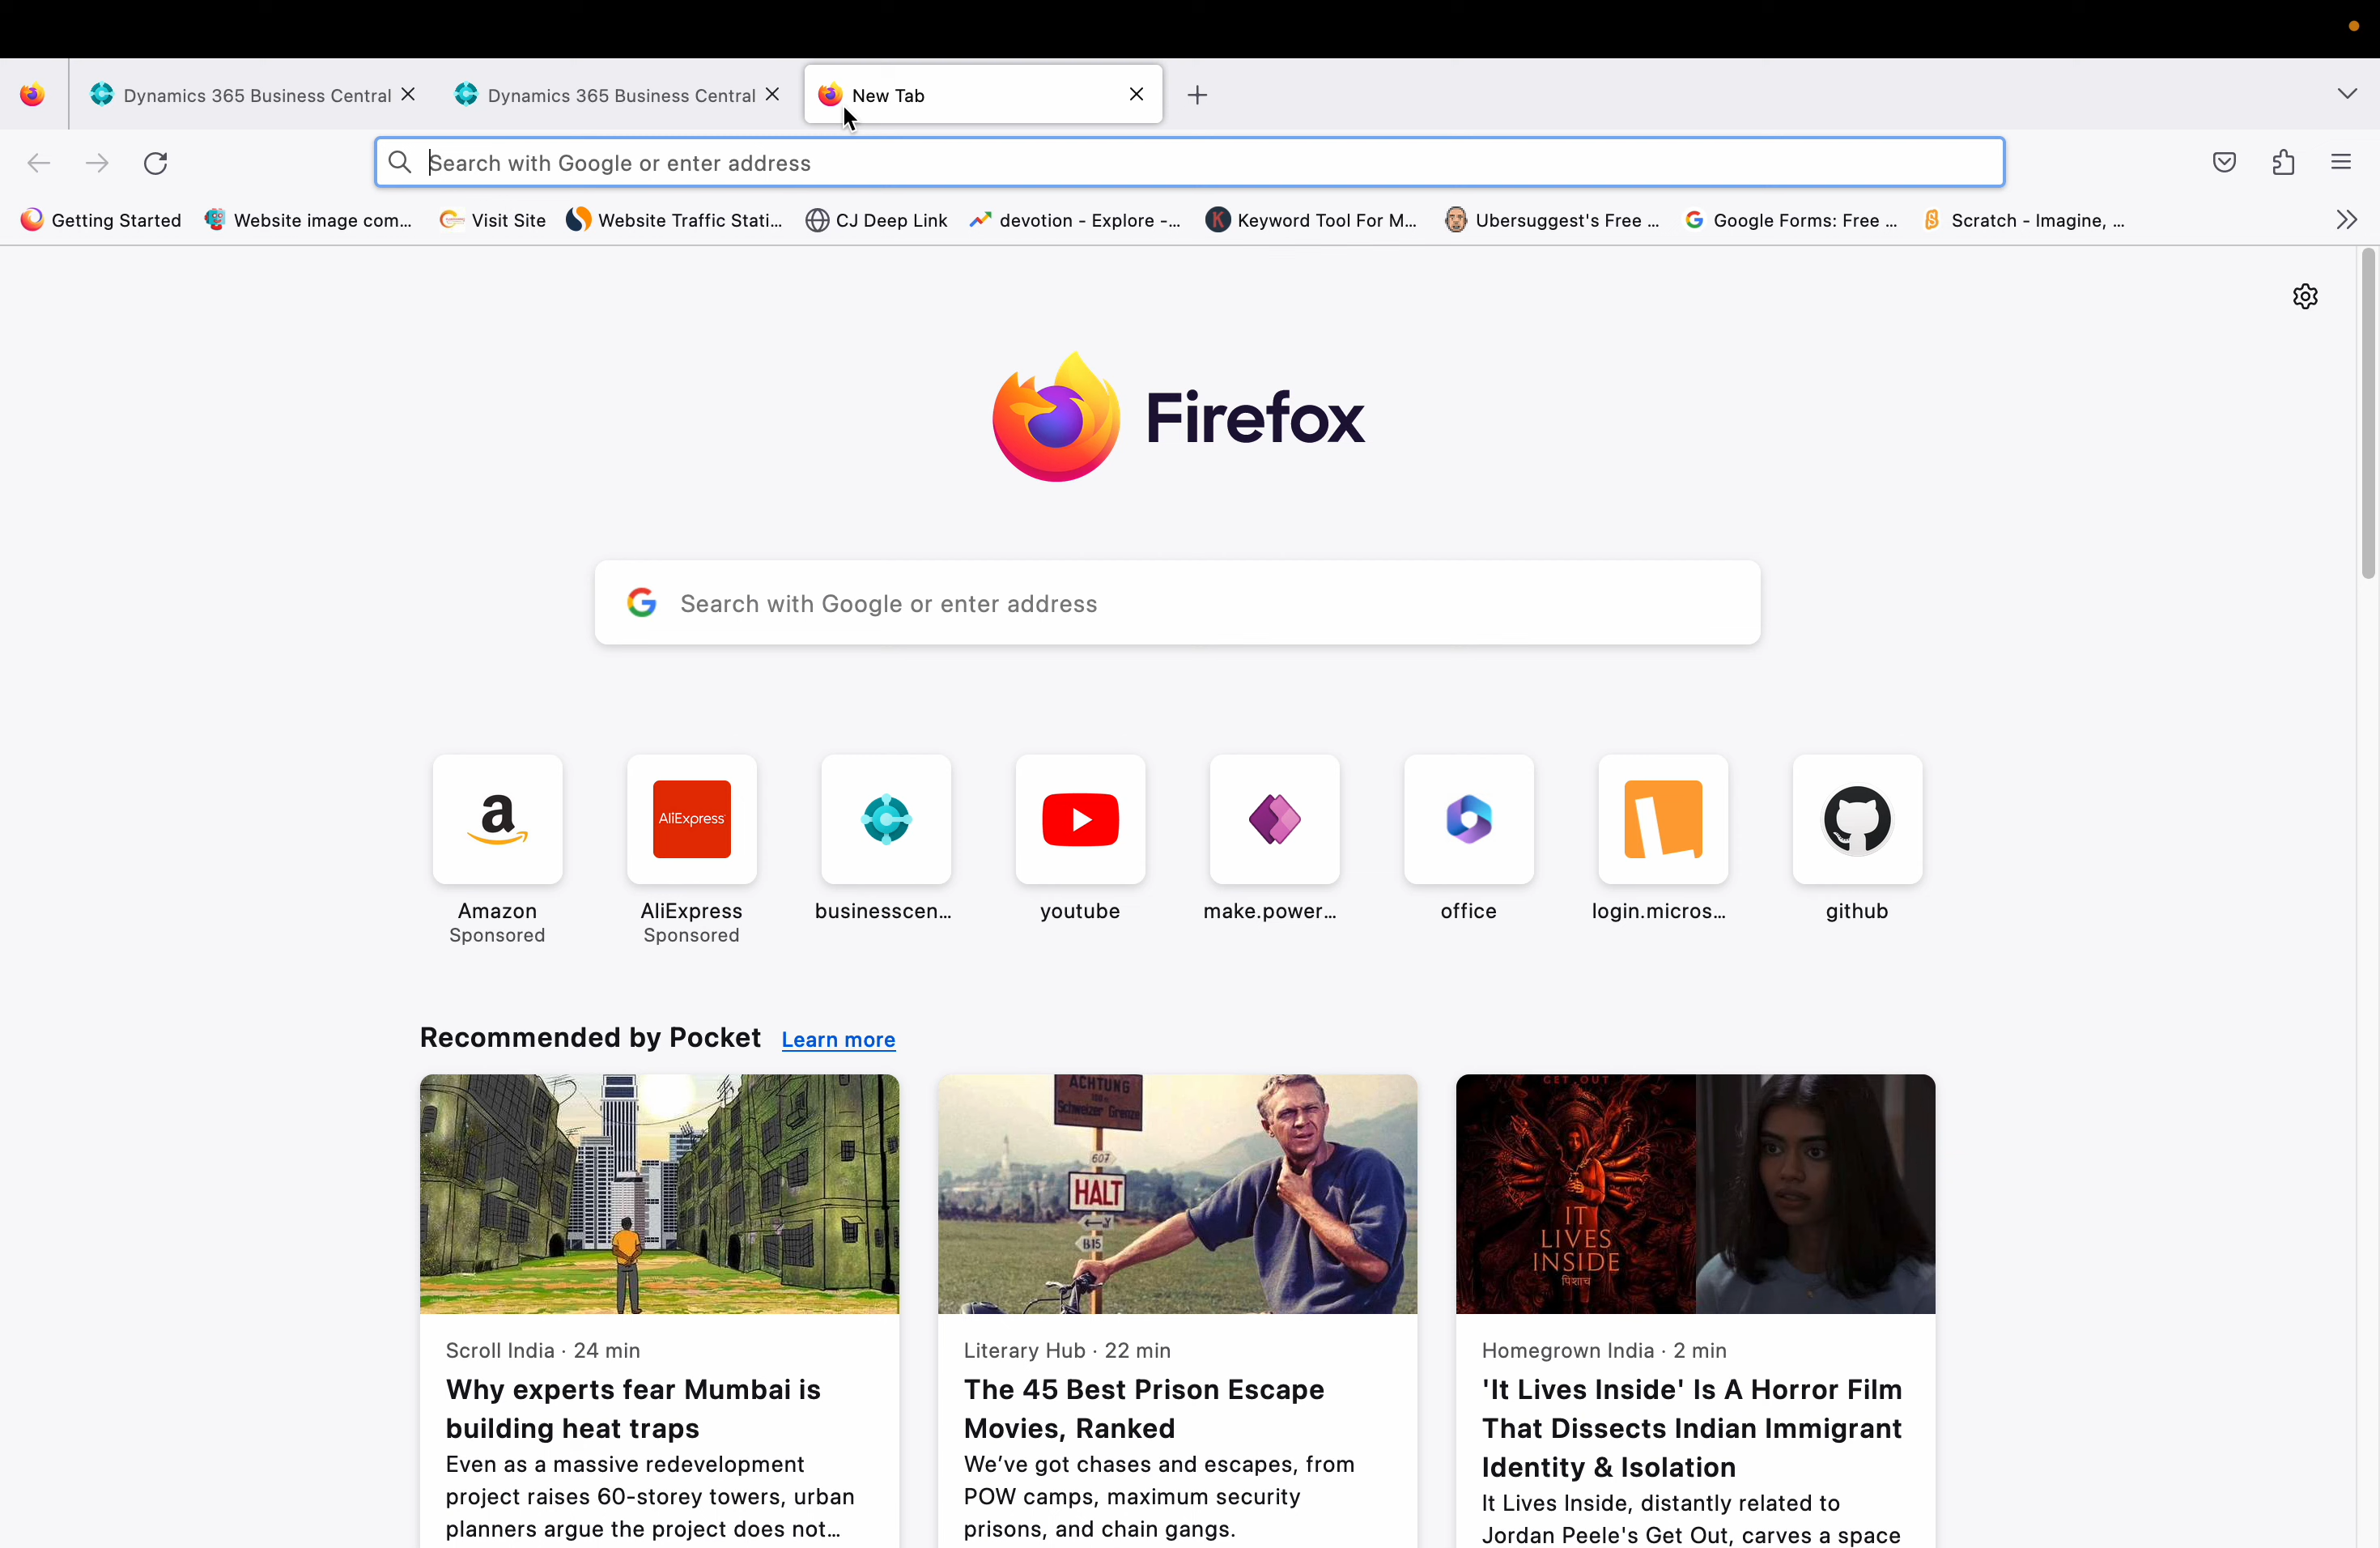 Dynamics 365 Business Central
Dynamics 365 Business Central
New Tab
Search with Google or enter address
Getting Started
Website image com...
Visit Site
Website Traffic Stati...
CJ Deep Link
devotion - Explore -...
Keyword Tool For M...
Ubersuggest's Free ...
Google Forms: Free ...
Scratch - Imagine, ...
Firefox
Search with Google or enter address
a
AliExpress
Amazon
Sponsored
AliExpress
Sponsored
businesscen...
youtube
make.power...
office
login.micros...
github
Recommended by Pocket Learn more
ACHTUNG
Schweizer Grenze
607
HALT
B15
GET OUT
IT
LIVES
INSIDE
पिशाच
Scroll India · 24 min
Why experts fear Mumbai is
building heat traps
Even as a massive redevelopment
project raises 60-storey towers, urban
planners argue the project does not...
Literary Hub · 22 min
The 45 Best Prison Escape
Movies, Ranked
We've got chases and escapes, from
POW camps, maximum security
prisons, and chain gangs.
Homegrown India · 2 min
'It Lives Inside' Is A Horror Film
That Dissects Indian Immigrant
Identity & Isolation
It Lives Inside, distantly related to
Jordan Peele's Get Out, carves a space